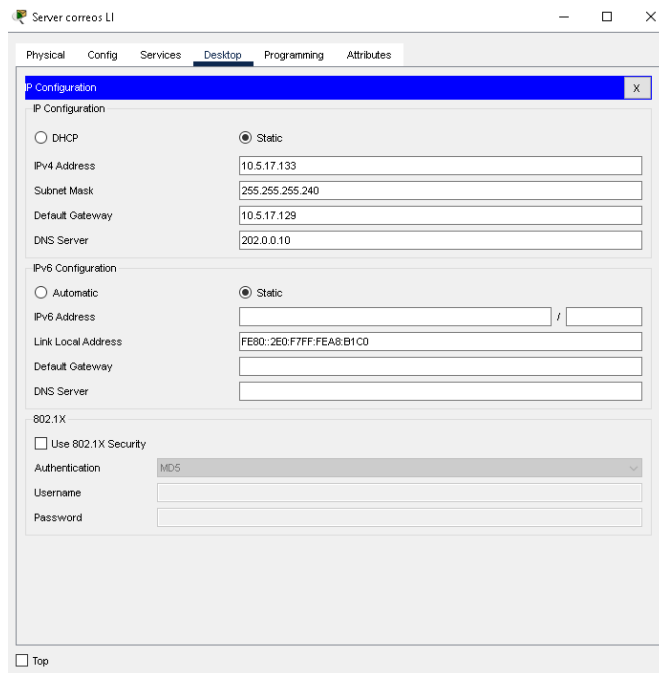 Server correos LI
Physical Config Services Desktop Programming Attributes
IP Configuration X
IP Configuration
DHCP Static
IPv4 Address 10.5.17.133
Subnet Mask 255.255.255.240
Default Gateway 10.5.17.129
DNS Server 202.0.0.10
IPv6 Configuration
Automatic Static
IPv6 Address /
Link Local Address FE80::2E0:F7FF:FEA8:B1C0
Default Gateway
DNS Server
802.1X
Use 802.1X Security
Authentication MD5
Username
Password
Top